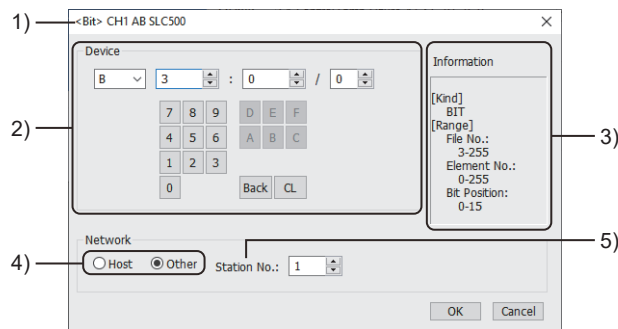 1)
<Bit> CH1 AB SLC500
Device
B 3 : 0 / 0
7 8 9 D E F
4 5 6 A B C
1 2 3
0 Back CL
2)
Information
[Kind]
BIT
[Range]
File No.:
3-255
Element No.:
0-255
Bit Position:
0-15
3)
Network
4)
Host Other Station No.: 1
5)
OK Cancel